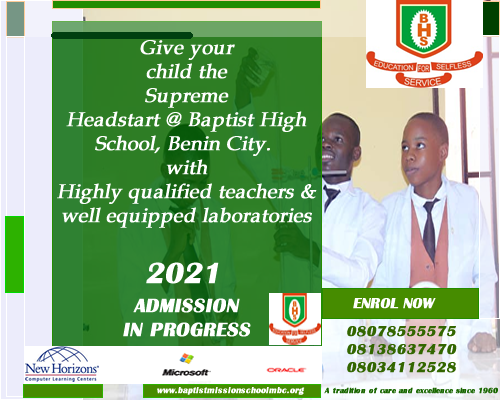 Give your
child the
Supreme
Headstart @ Baptist High
School, Benin City.
with
Highly qualified teachers &
well equipped laboratories
2021
ADMISSION
IN PROGRESS
BHS
EDUCATION FOR SELFLESS
SERVICE
ENROL NOW
08078555575
08138637470
08034112528
New Horizons®
Computer Learning Centers
Microsoft
ORACLE
www.baptistmissionschoolmbc.org
A tradition of care and excellence since 1960